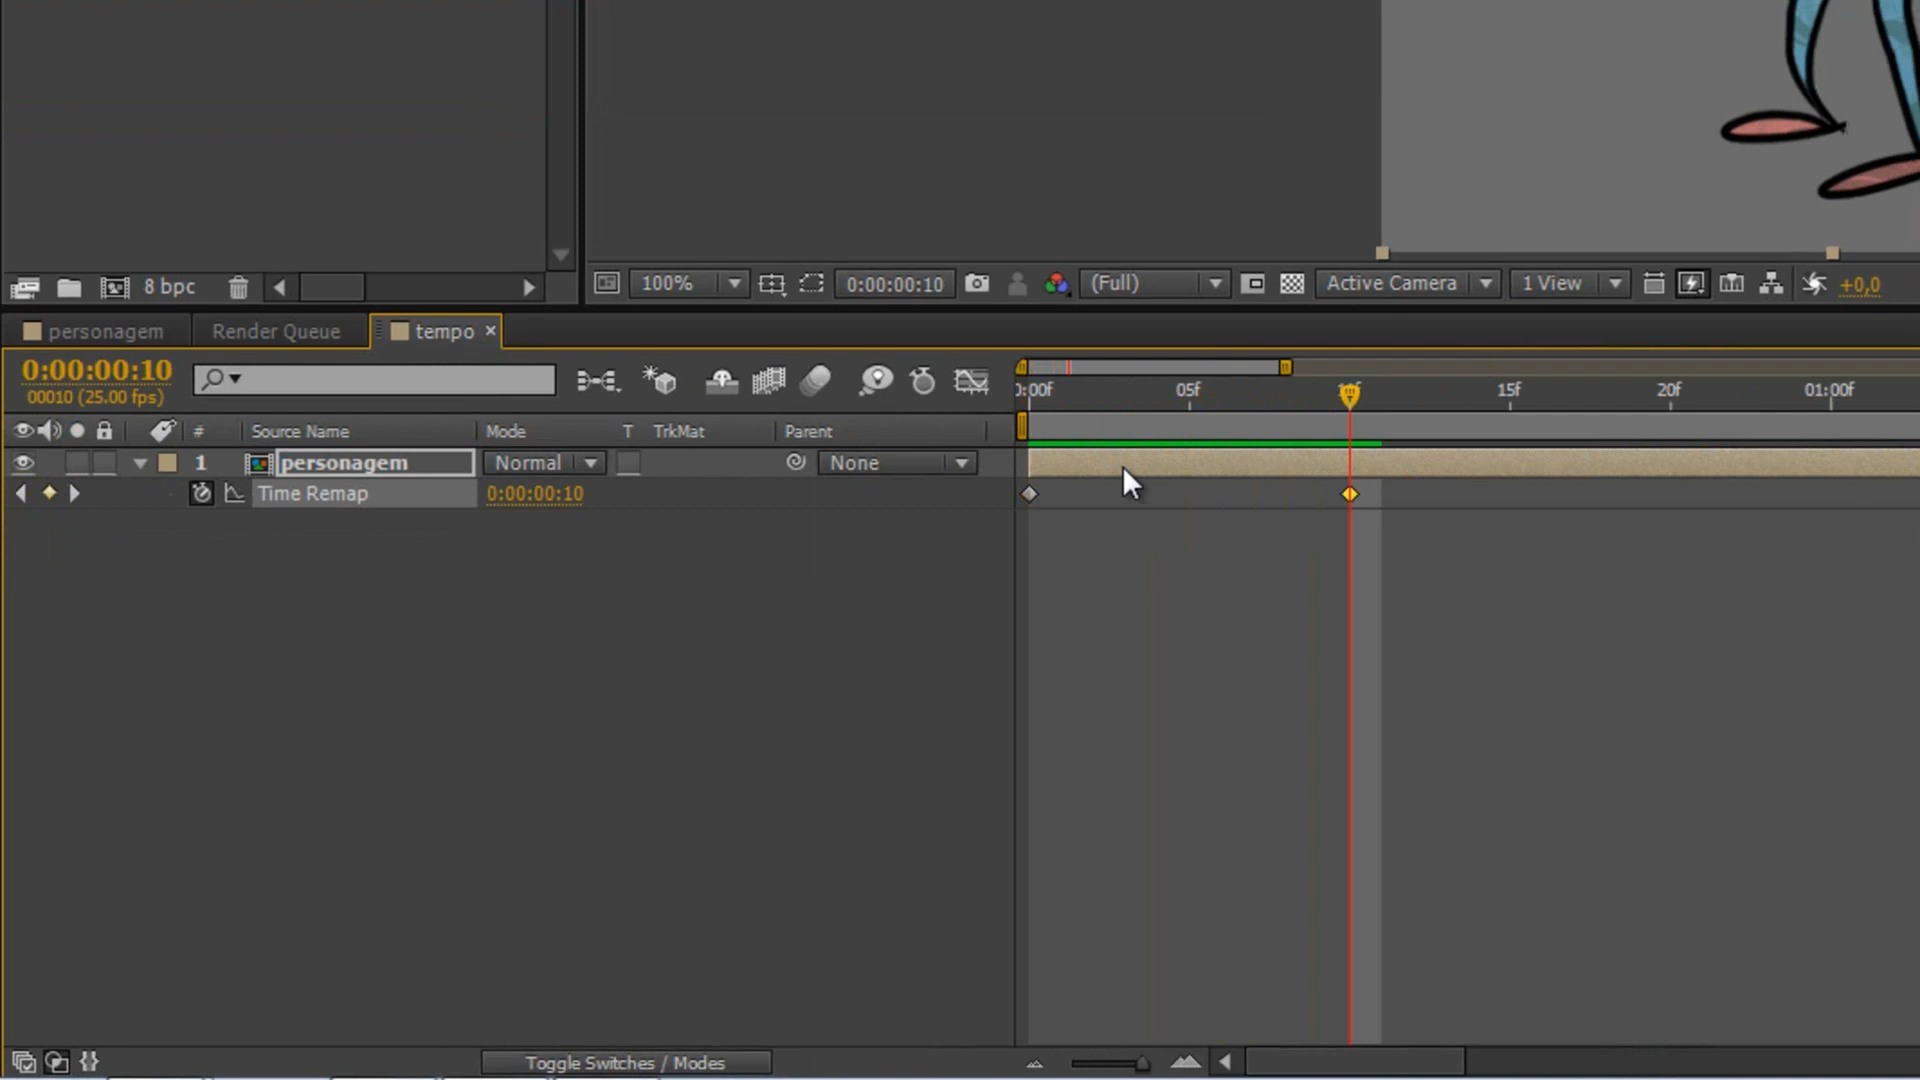 8 bpc
100%
0:00:00:10
(Full)
Active Camera
1 View
+0,0
personagem
Render Queue
tempo ×
0:00:00:10
00010 (25.00 fps)
05f
15f
20f
01:00f
#
Source Name
Mode
T
TrkMat
Parent
1
personagem
Normal
None
Time Remap
0:00:00:10
Toggle Switches / Modes